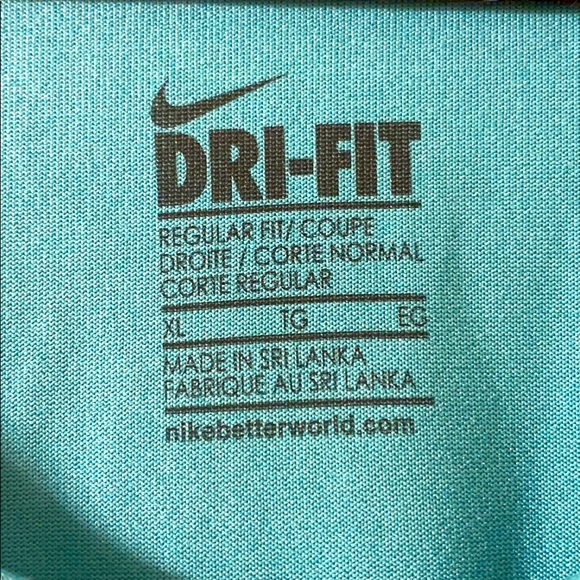 DRI-FIT
REGULAR FIT/ COUPE
DROITE / CORTE NORMAL
CORTE REGULAR
XL TG EG
MADE IN SRI LANKA
FABRIQUÉ AU SRI LANKA
nikebetterworld.com